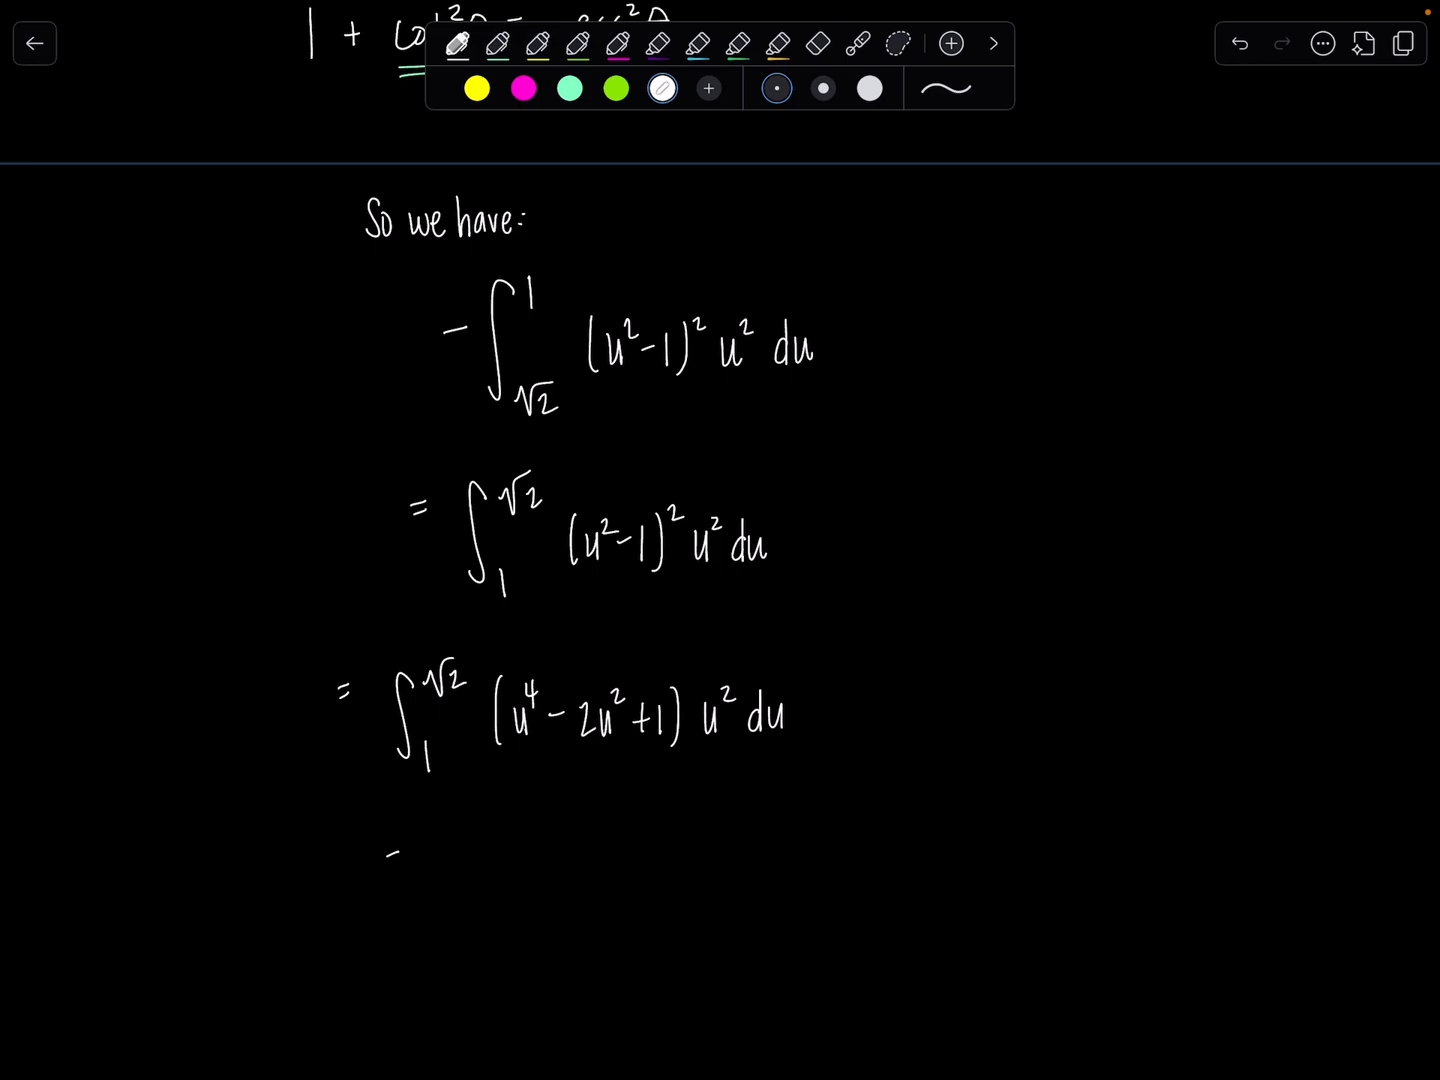 1 +
So we have:
- ∫_{√2}^{1} (u²-1)² u² du
= ∫_{1}^{√2} (u²-1)² u² du
= ∫_{1}^{√2} (u⁴ - 2u² + 1) u² du
-